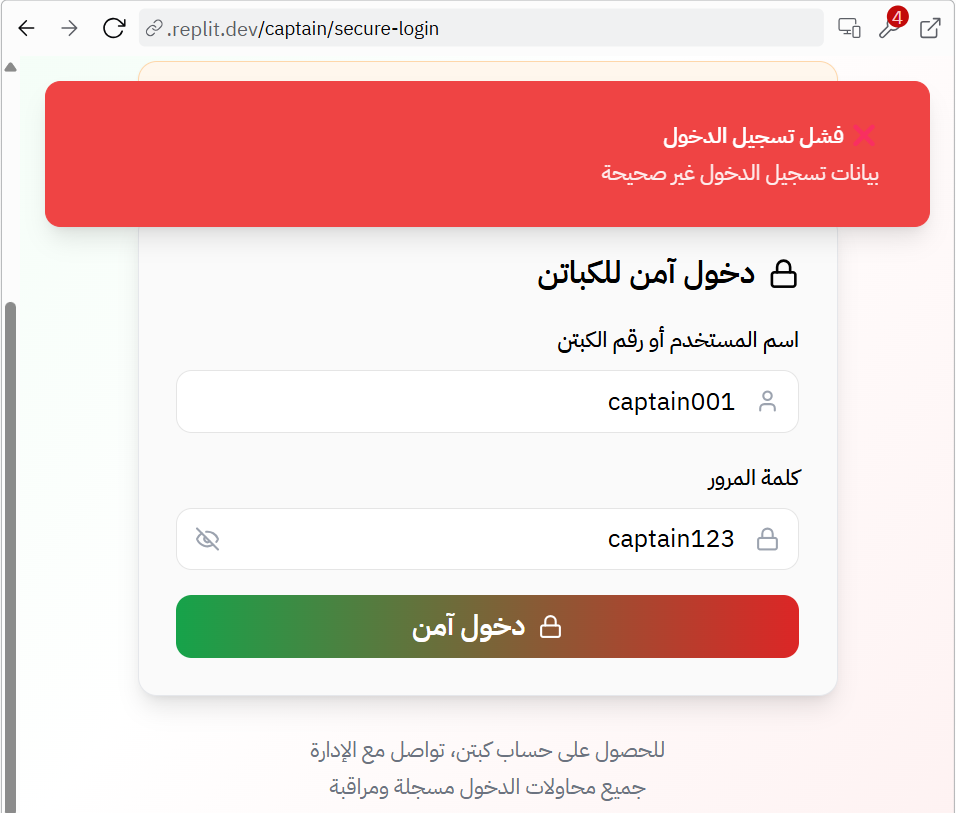 .replit.dev/captain/secure-login
4
❌ فشل تسجيل الدخول
بيانات تسجيل الدخول غير صحيحة
دخول آمن للكباتن
اسم المستخدم أو رقم الكبتن
captain001
كلمة المرور
captain123
دخول آمن
للحصول على حساب كبتن، تواصل مع الإدارة
جميع محاولات الدخول مسجلة ومراقبة